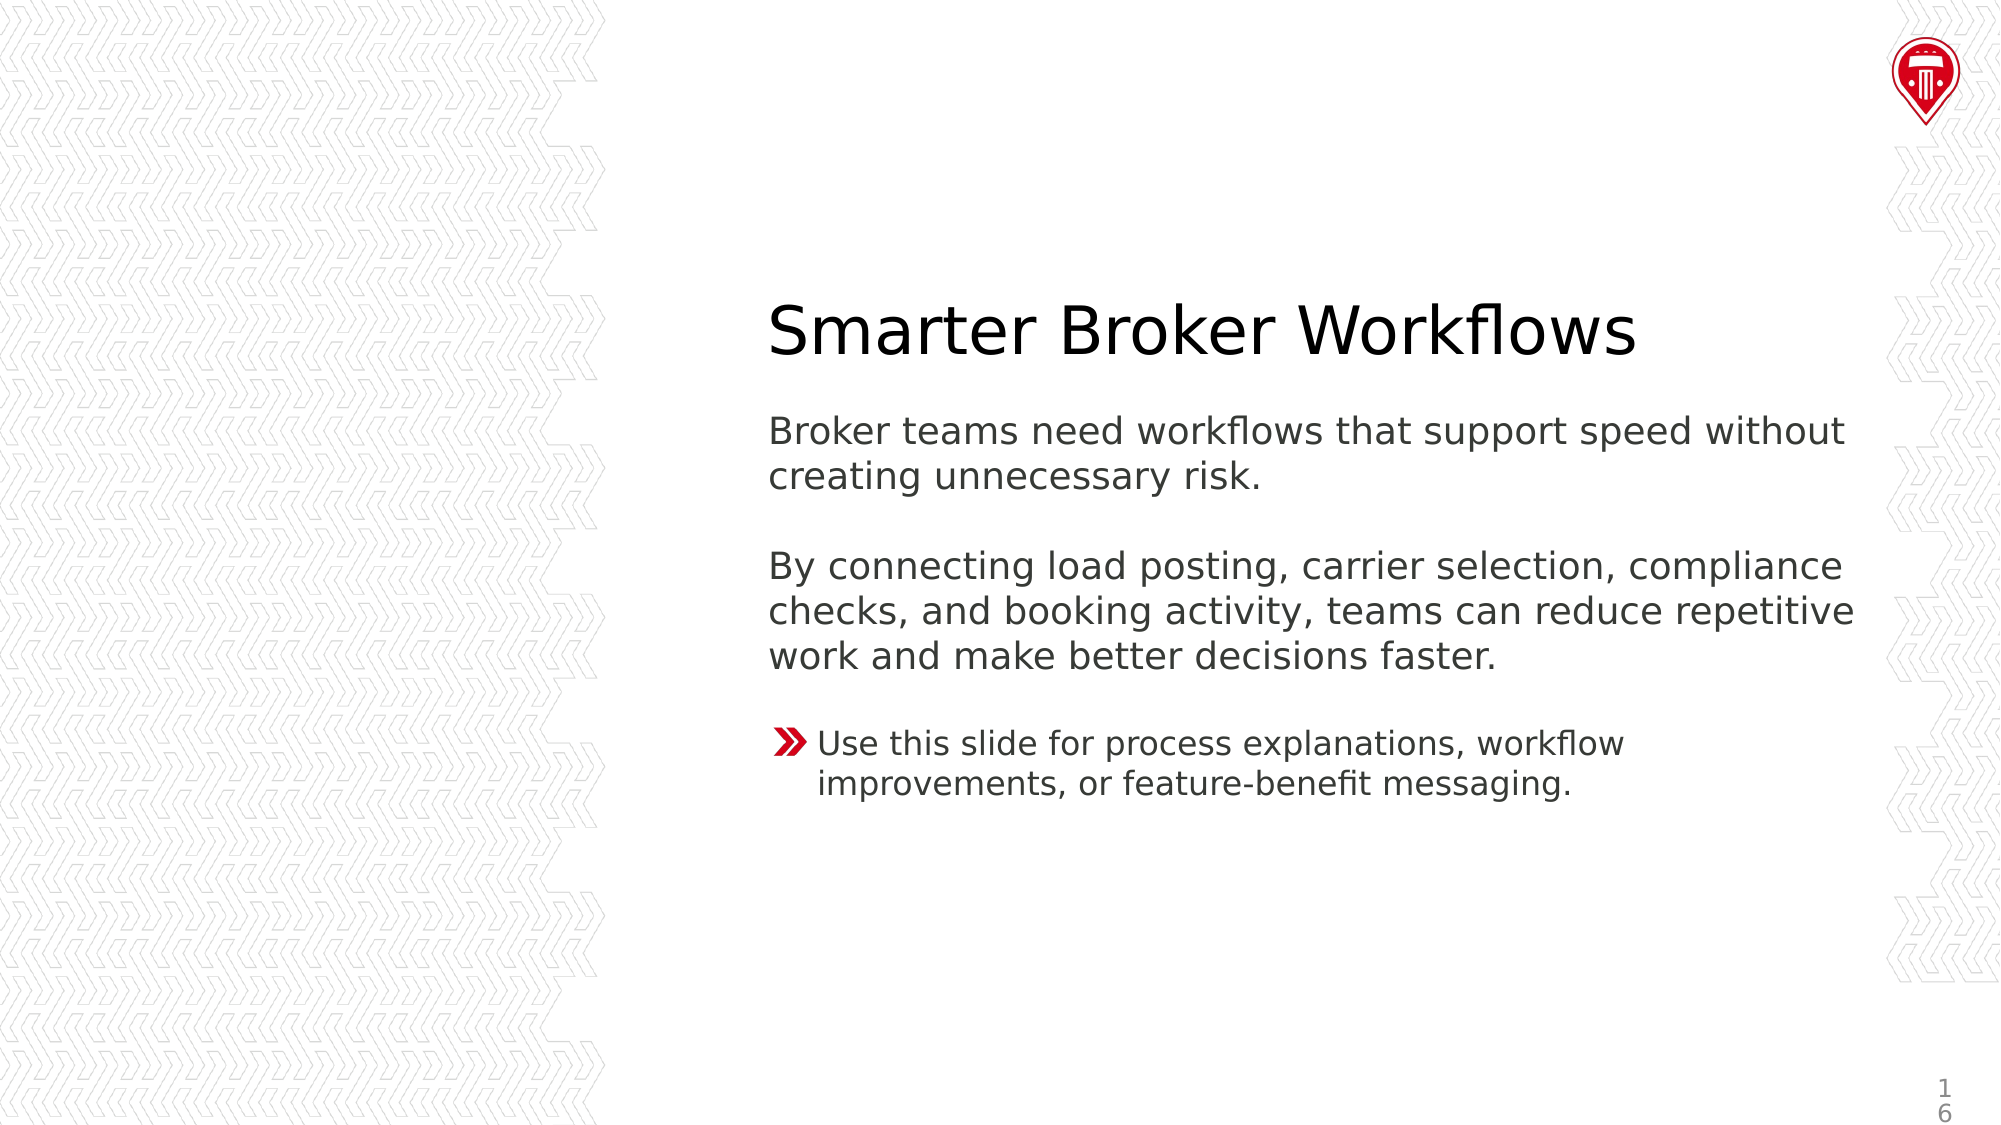 Smarter Broker Workflows
Broker teams need workflows that support speed without
creating unnecessary risk.
By connecting load posting, carrier selection, compliance
checks, and booking activity, teams can reduce repetitive
work and make better decisions faster.
Use this slide for process explanations, workflow
improvements, or feature-benefit messaging.
1
6